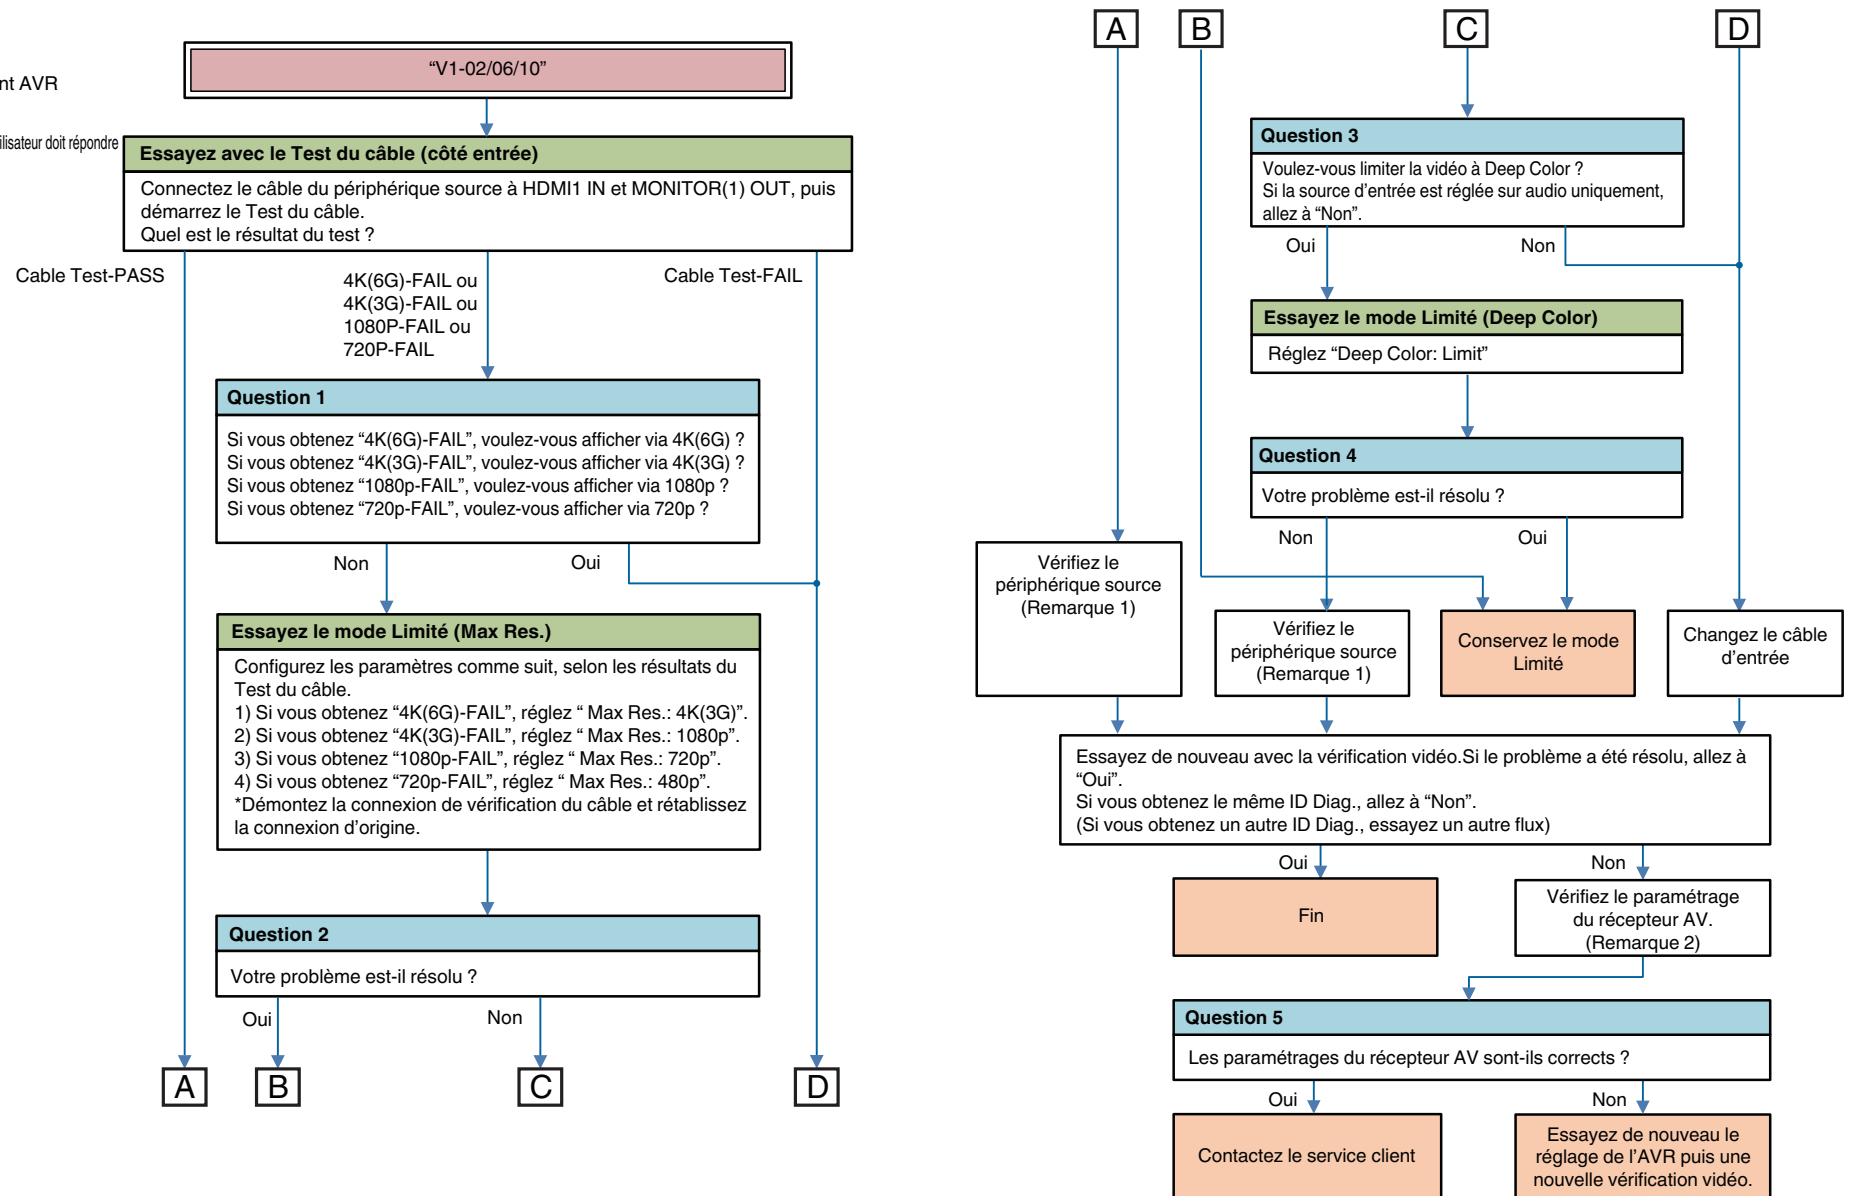 nt AVR
ilisateur doit répondre
“V1-02/06/10”
Essayez avec le Test du câble (côté entrée)
Connectez le câble du périphérique source à HDMI1 IN et MONITOR(1) OUT, puis
démarrez le Test du câble.
Quel est le résultat du test ?
Cable Test-PASS
4K(6G)-FAIL ou
4K(3G)-FAIL ou
1080P-FAIL ou
720P-FAIL
Cable Test-FAIL
Question 1
Si vous obtenez “4K(6G)-FAIL”, voulez-vous afficher via 4K(6G) ?
Si vous obtenez “4K(3G)-FAIL”, voulez-vous afficher via 4K(3G) ?
Si vous obtenez “1080p-FAIL”, voulez-vous afficher via 1080p ?
Si vous obtenez “720p-FAIL”, voulez-vous afficher via 720p ?
Non
Oui
Essayez le mode Limité (Max Res.)
Configurez les paramètres comme suit, selon les résultats du
Test du câble.
1) Si vous obtenez “4K(6G)-FAIL”, réglez “ Max Res.: 4K(3G)”.
2) Si vous obtenez “4K(3G)-FAIL”, réglez “ Max Res.: 1080p”.
3) Si vous obtenez “1080p-FAIL”, réglez “ Max Res.: 720p”.
4) Si vous obtenez “720p-FAIL”, réglez “ Max Res.: 480p”.
*Démontez la connexion de vérification du câble et rétablissez
la connexion d’origine.
Question 2
Votre problème est-il résolu ?
Oui
Non
A
B
C
D
A
B
C
D
Question 3
Voulez-vous limiter la vidéo à Deep Color ?
Si la source d’entrée est réglée sur audio uniquement,
allez à “Non”.
Oui
Non
Essayez le mode Limité (Deep Color)
Réglez “Deep Color: Limit”
Question 4
Votre problème est-il résolu ?
Non
Oui
Vérifiez le
périphérique source
(Remarque 1)
Vérifiez le
périphérique source
(Remarque 1)
Conservez le mode
Limité
Changez le câble
d’entrée
Essayez de nouveau avec la vérification vidéo.Si le problème a été résolu, allez à
“Oui”.
Si vous obtenez le même ID Diag., allez à “Non”.
(Si vous obtenez un autre ID Diag., essayez un autre flux)
Oui
Non
Fin
Vérifiez le paramétrage
du récepteur AV.
(Remarque 2)
Question 5
Les paramétrages du récepteur AV sont-ils corrects ?
Oui
Non
Contactez le service client
Essayez de nouveau le
réglage de l’AVR puis une
nouvelle vérification vidéo.